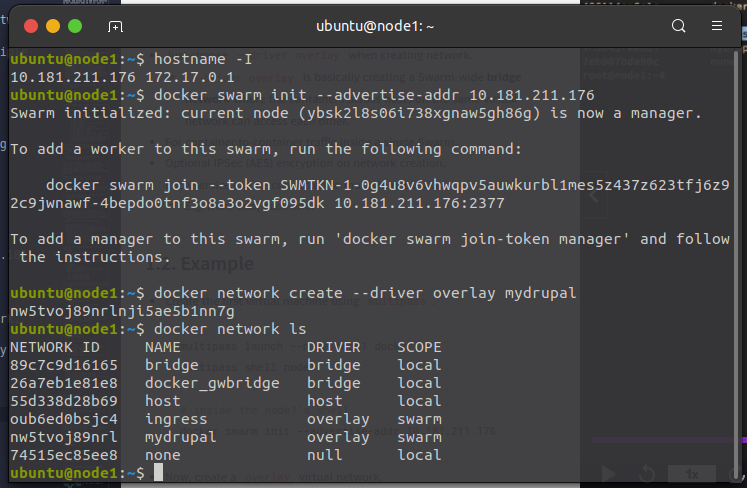 ubuntu@node1: ~
ubuntu@node1:~$ hostname -I
10.181.211.176 172.17.0.1
ubuntu@node1:~$ docker swarm init --advertise-addr 10.181.211.176
Swarm initialized: current node (ybsk2l8s06i738xgnaw5gh86g) is now a manager.
To add a worker to this swarm, run the following command:
docker swarm join --token SWMTKN-1-0g4u8v6vhwqpv5auwkurbl1mes5z437z623tfj6z9
2c9jwnawf-4bepdo0tnf3o8a3o2vgf095dk 10.181.211.176:2377
To add a manager to this swarm, run 'docker swarm join-token manager' and follow
the instructions.
ubuntu@node1:~$ docker network create --driver overlay mydrupal
nw5tvoj89nrlnji5ae5b1nn7g
ubuntu@node1:~$ docker network ls
NETWORK ID NAME DRIVER SCOPE
89c7c9d16165 bridge bridge local
26a7eb1e81e8 docker_gwbridge bridge local
55d338d28b69 host host local
oub6ed0bsjc4 ingress overlay swarm
nw5tvoj89nrl mydrupal overlay swarm
74515ec85ee8 none null local
ubuntu@node1:~$